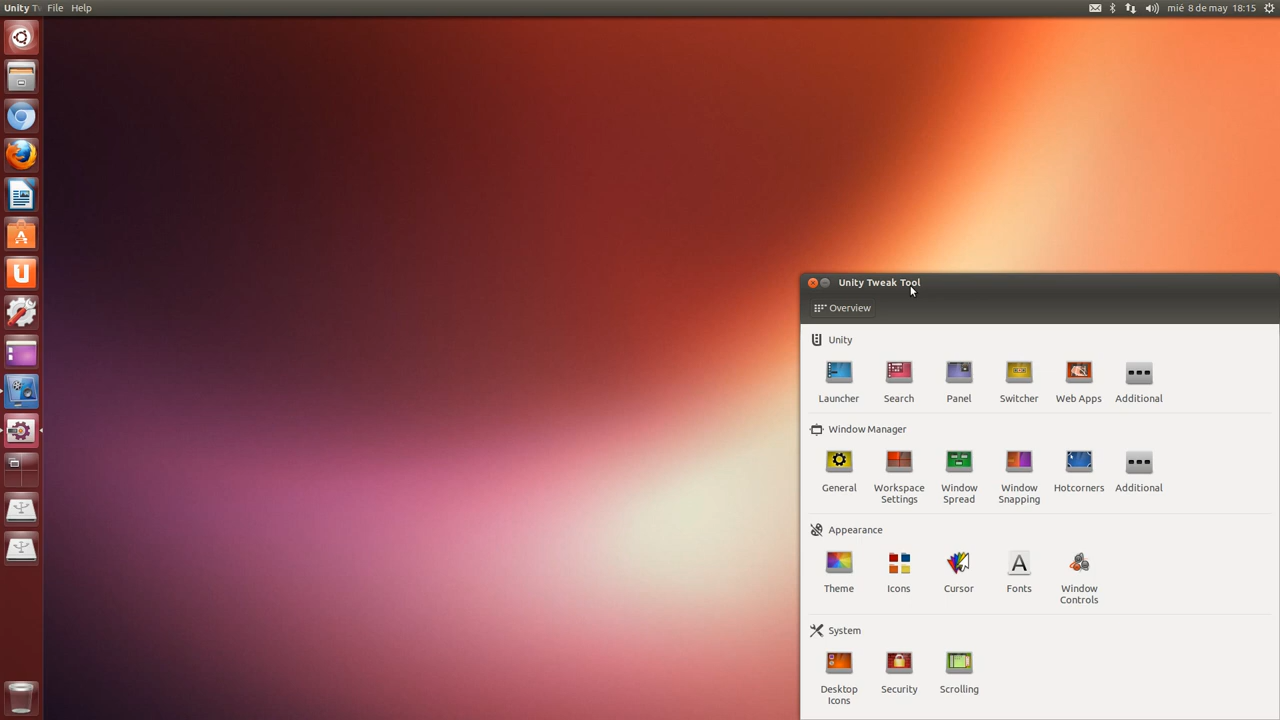 Unity Tv File Help
mié 8 de may 18:15
Unity Tweak Tool
Overview
Unity
Launcher Search Panel Switcher Web Apps Additional
Window Manager
General Workspace Window Window Hotcorners Additional
Settings Spread Snapping
Appearance
Theme Icons Cursor Fonts Window
Controls
System
Desktop Security Scrolling
Icons